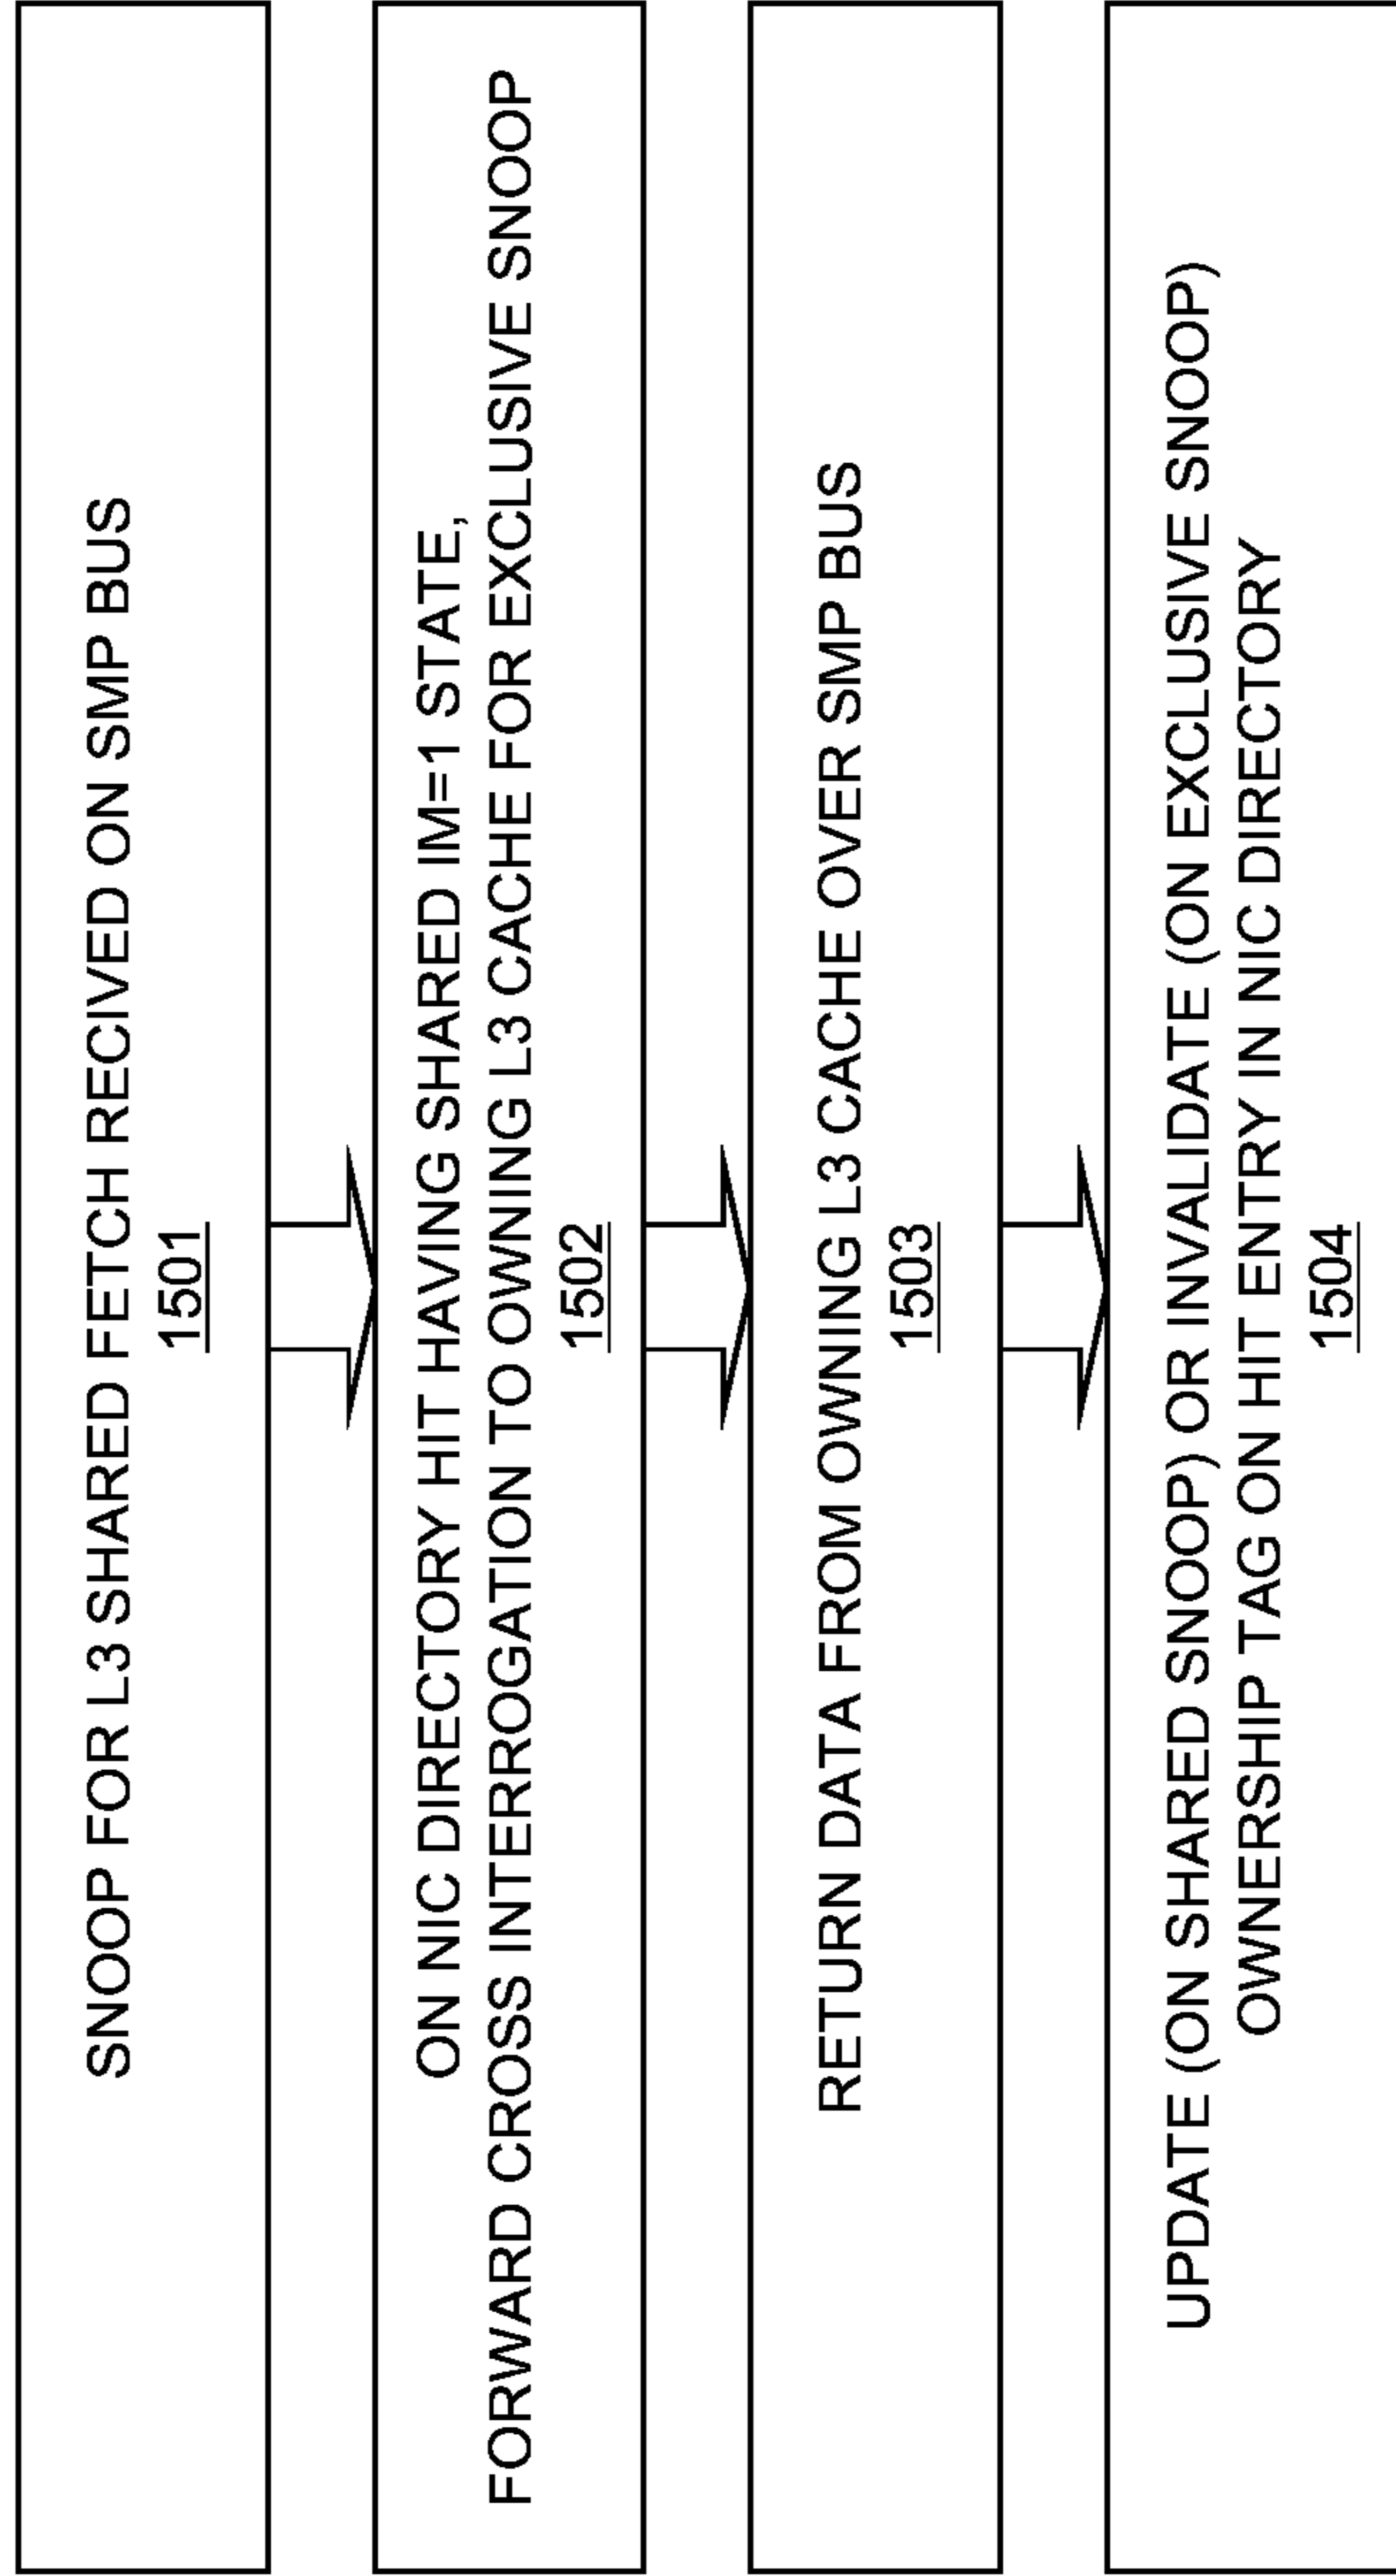 SNOOP FOR L3 SHARED FETCH RECIVED ON SMP BUS
1501
ON NIC DIRECTORY HIT HAVING SHARED IM=1 STATE,
FORWARD CROSS INTERROGATION TO OWNING L3 CACHE FOR EXCLUSIVE SNOOP
1502
RETURN DATA FROM OWNING L3 CACHE OVER SMP BUS
1503
UPDATE (ON SHARED SNOOP) OR INVALIDATE (ON EXCLUSIVE SNOOP)
OWNERSHIP TAG ON HIT ENTRY IN NIC DIRECTORY
1504